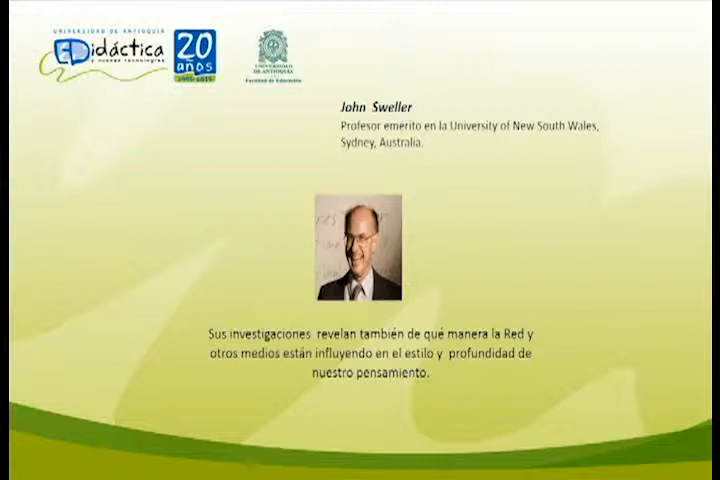 UNIVERSIDAD DE ANTIOQUIA
Didáctica
y nuevas tecnologías
20
años
UNIVERSIDAD
DE ANTIOQUIA
Facultad de Educación
John Sweller
Profesor emérito en la University of New South Wales,
Sydney, Australia.
Sus investigaciones revelan también de qué manera la Red y
otros medios están influyendo en el estilo y profundidad de
nuestro pensamiento.